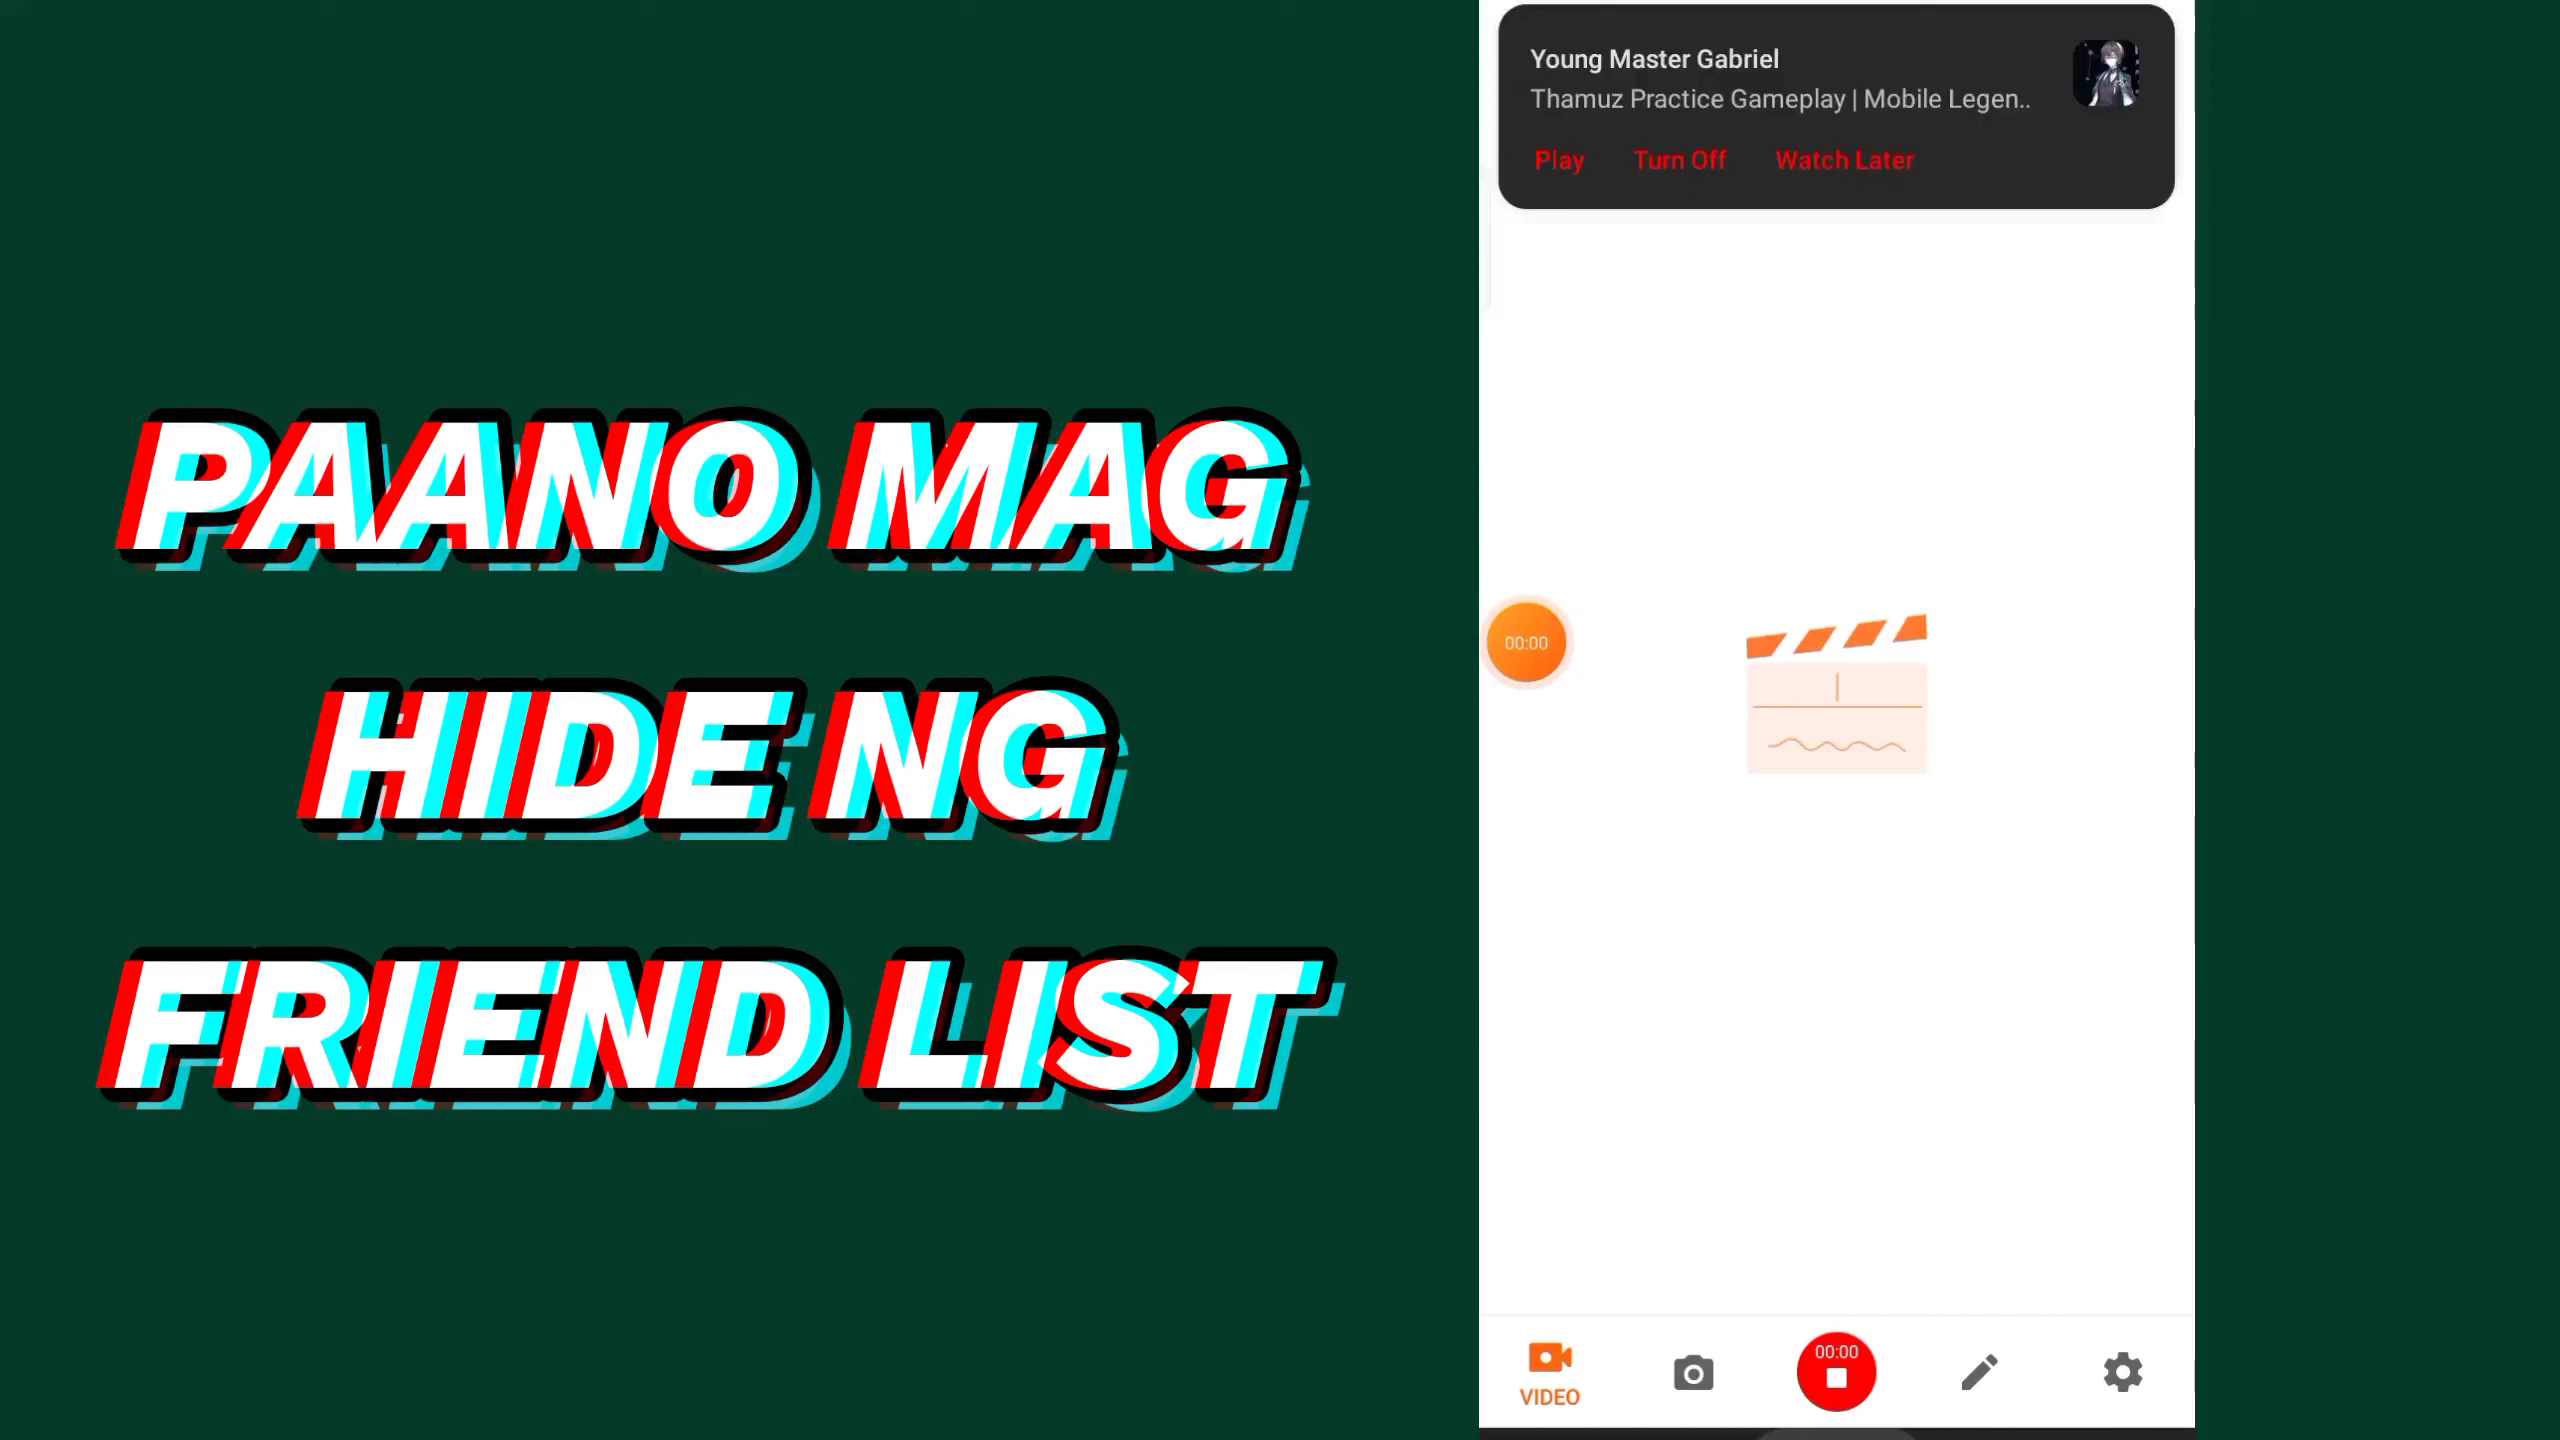 PAANO MAG
HIDE NG
FRIEND LIST
Young Master Gabriel
Thamuz Practice Gameplay | Mobile Legen..
Play Turn Off Watch Later
00:00
00:00
VIDEO